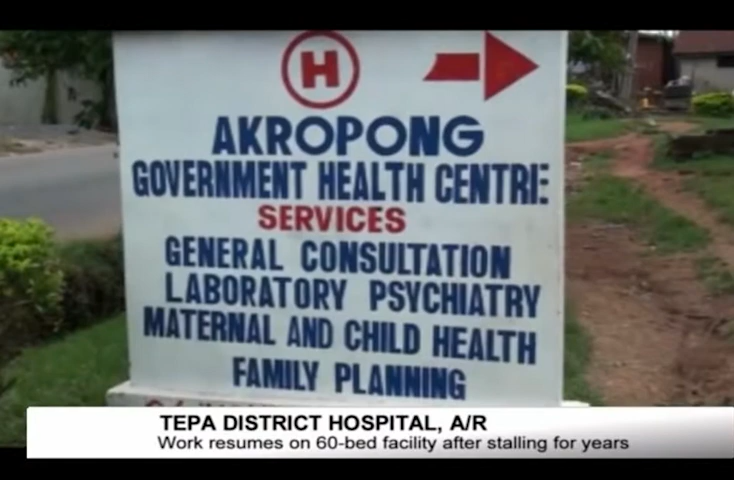 H
AKROPONG
GOVERNMENT HEALTH CENTRE
SERVICES
GENERAL CONSULTATION
LABORATORY PSYCHIATRY
MATERNAL AND CHILD HEALTH
FAMILY PLANNING
TEPA DISTRICT HOSPITAL, A/R
Work resumes on 60-bed facility after stalling for years